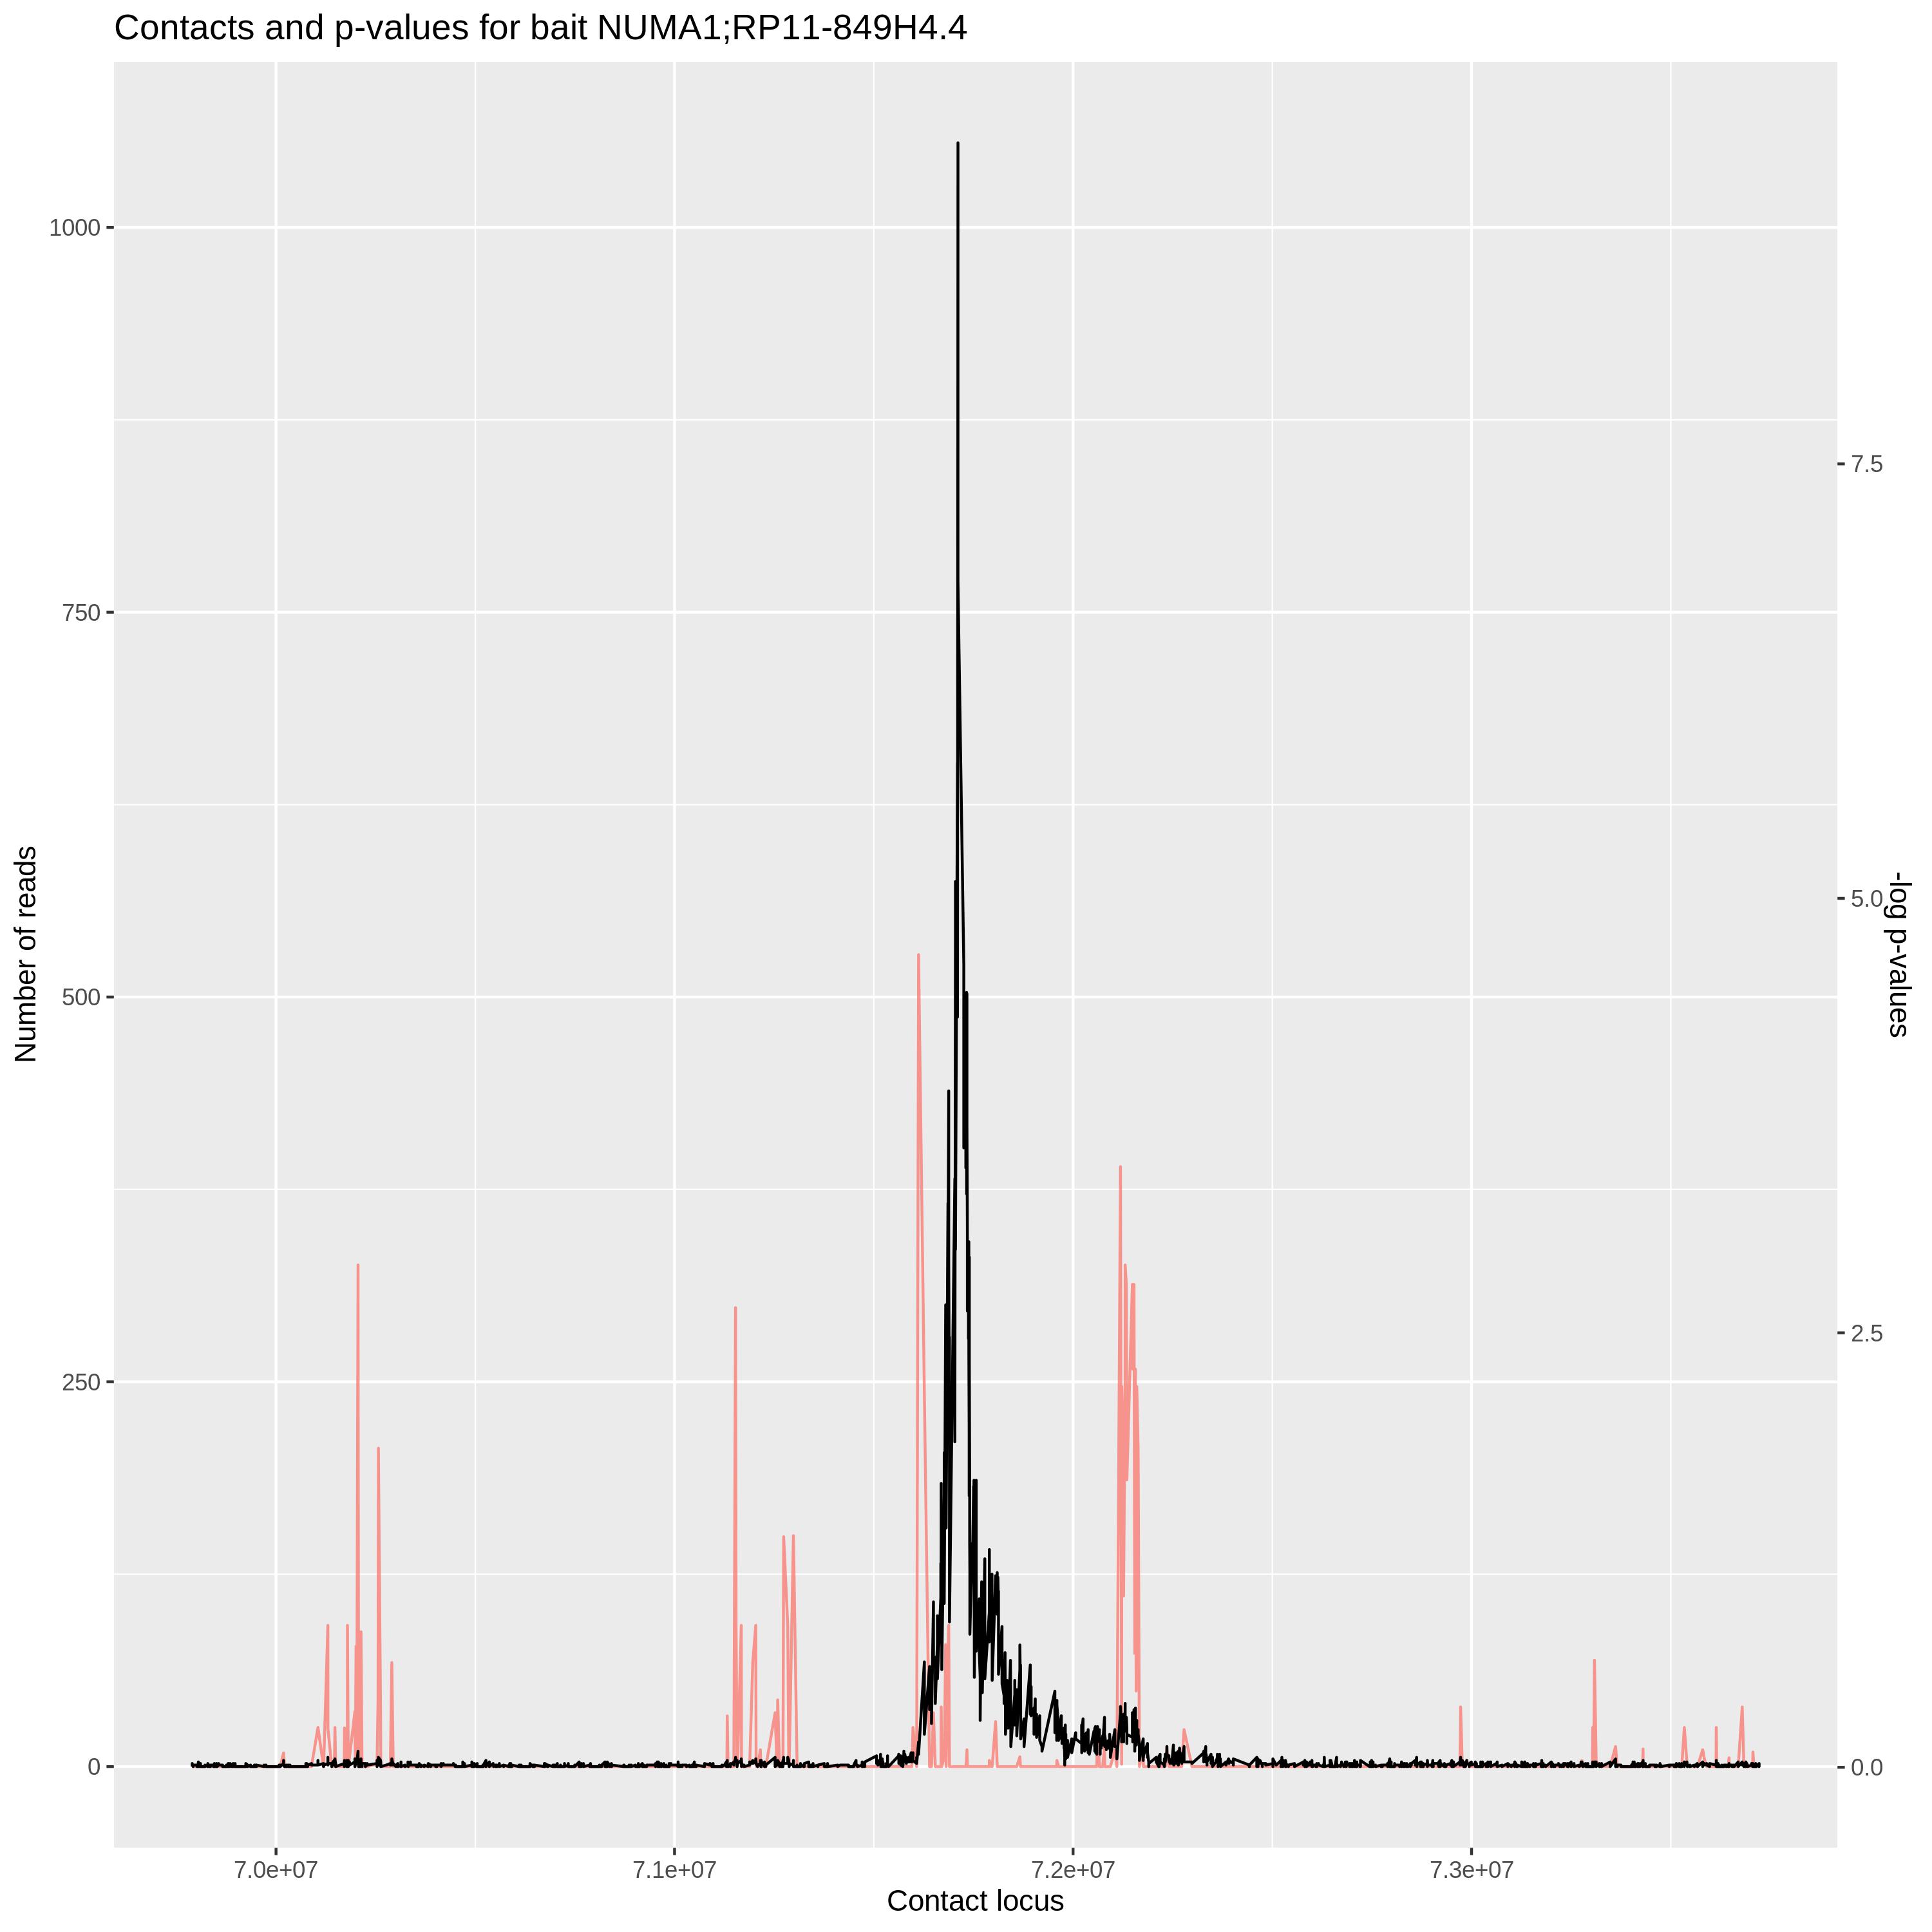 Contacts and p-values for bait NUMA1;RP11-849H4.4
1000
750
500
250
0
Number of reads
7.5
5.0
2.5
0.0
-log p-values
7.0e+07
7.1e+07
7.2e+07
7.3e+07
Contact locus